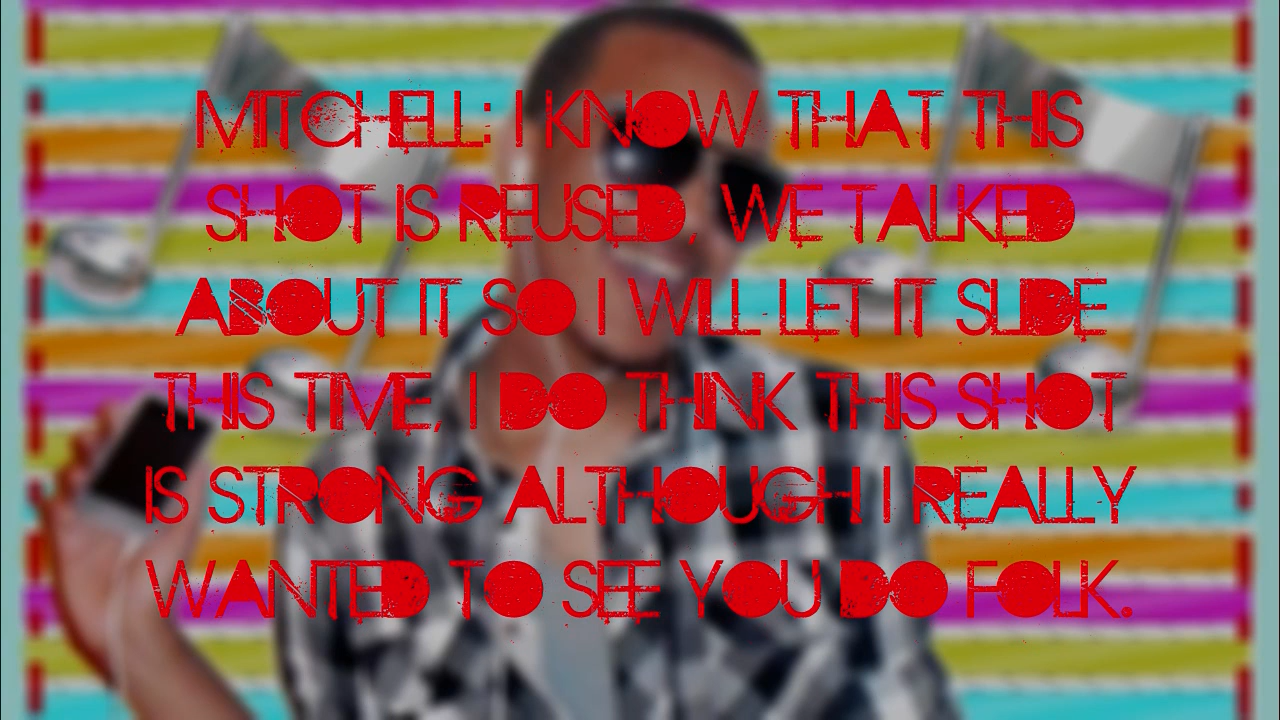 MITCHELL: I KNOW THAT THIS
SHOT IS REUSED, WE TALKED
ABOUT IT SO I WILL LET IT SLIDE
THIS TIME, I DO THINK THIS SHOT
IS STRONG ALTHOUGH I REALLY
WANTED TO SEE YOU DO FOLK.